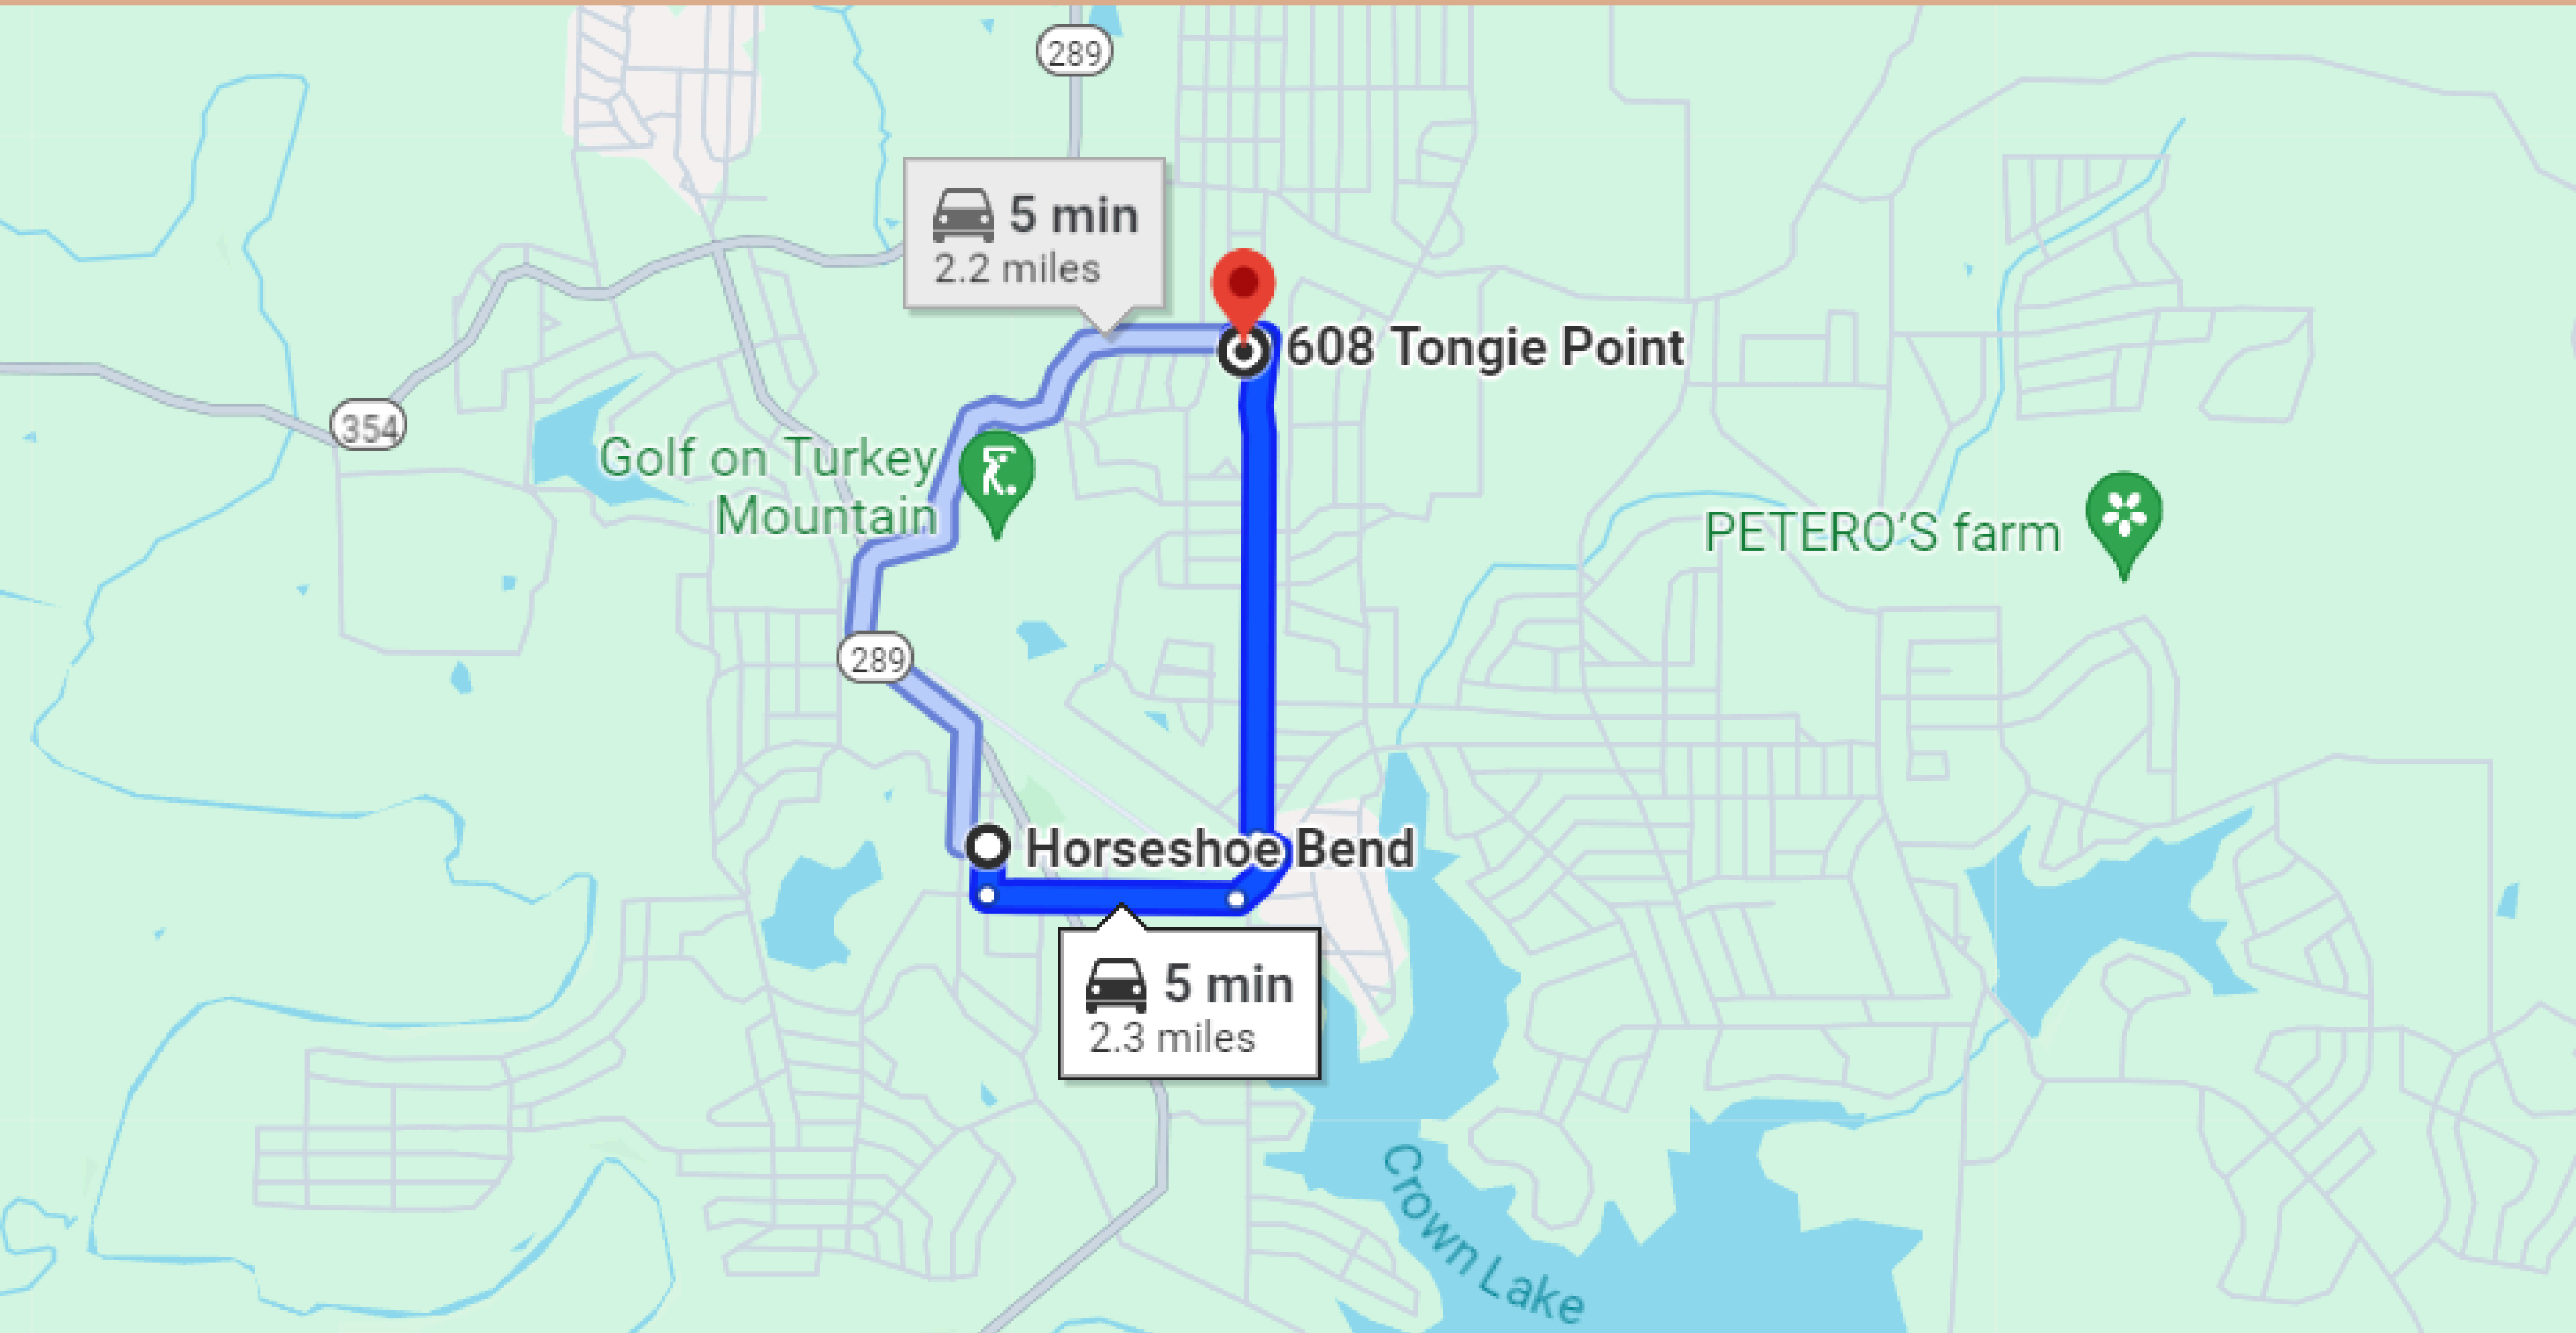 289
5 min
2.2 miles
608 Tongie Point
354
Golf on Turkey
Mountain
PETERO'S farm
289
Horseshoe Bend
5 min
2.3 miles
Crown Lake